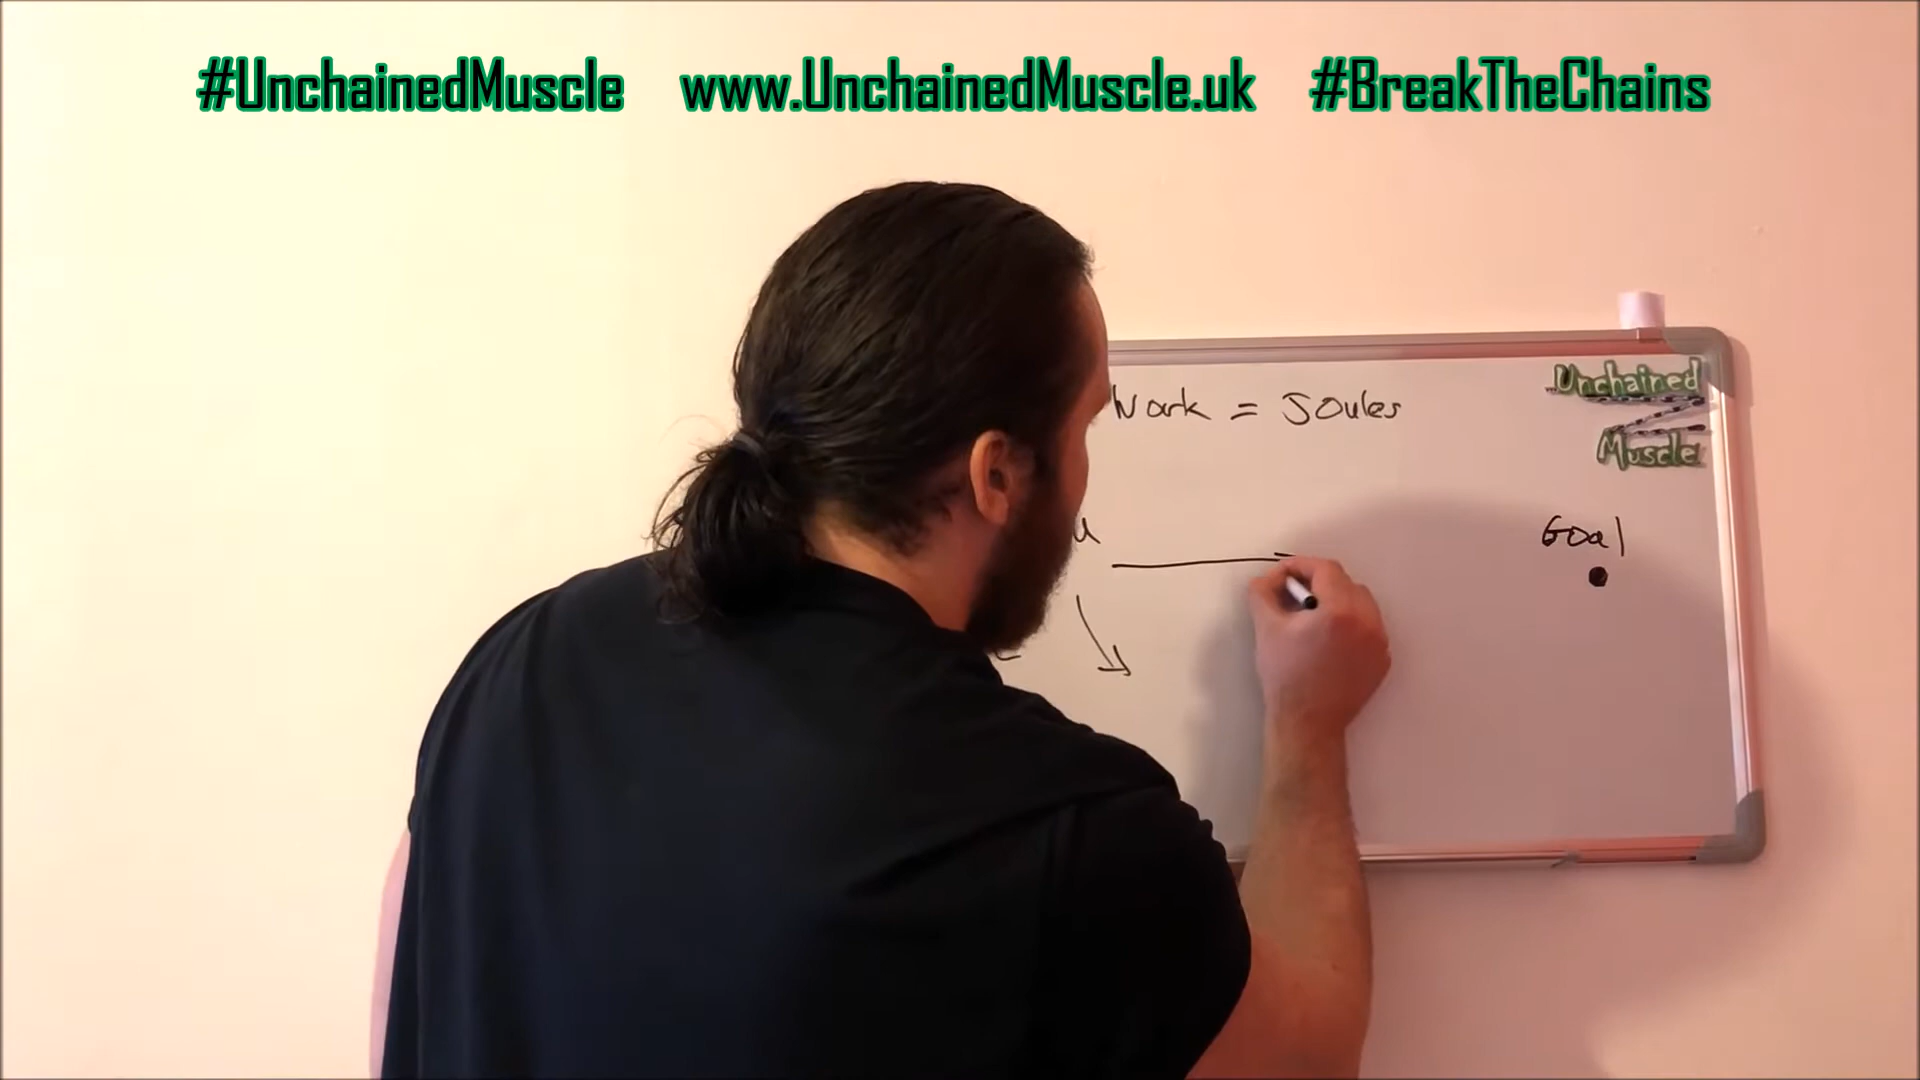 #UnchainedMuscle www.UnchainedMuscle.uk #BreakTheChains
Work = Joules
Unchained
Muscle
Goal